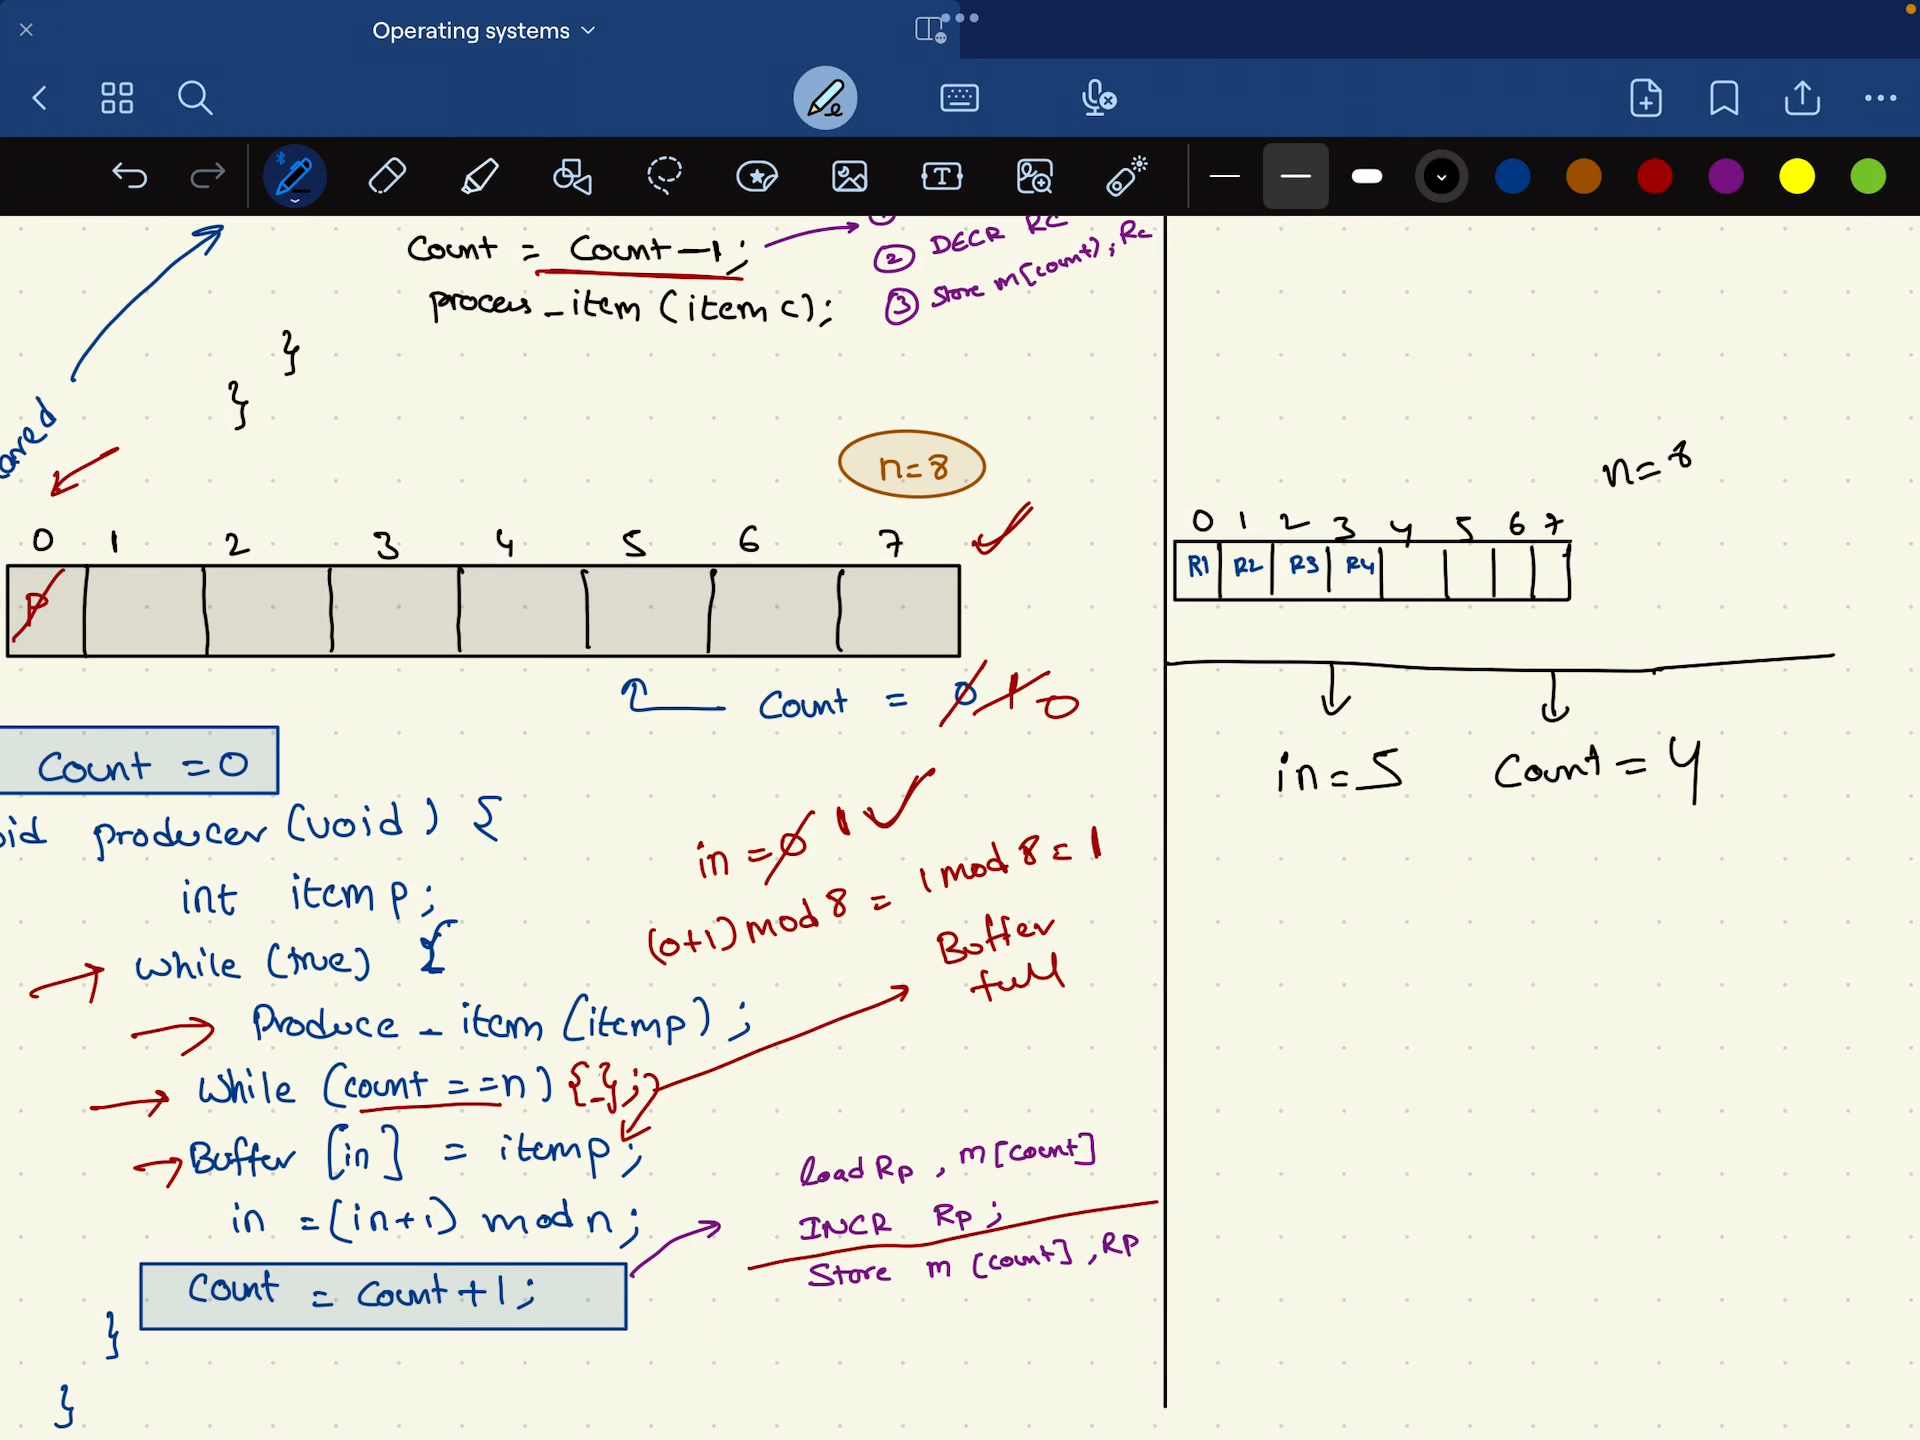 Operating systems
Count = Count-1;
② DECR Rc
③ Store m[count), Rc
process_item (item c);
}
}
n=8
0 1 2 3 4 5 6 7
P
Count = 0 1 0
Count =0
producer (void) {
int item p;
while (true) {
Produce_item (itemp);
while (count ==n) {_};
Buffer [in] = itemp;
in =(in+1) mod n;
Count = Count+1;
}
}
in =0 1
(0+1) mod 8 = 1 mod 8 = 1
Buffer
full
load Rp, m[count]
INCR Rp;
Store m [count], RP
n=8
0 1 2 3 4 5 6 7
R1 R2 R3 R4
in=5 Count = 4